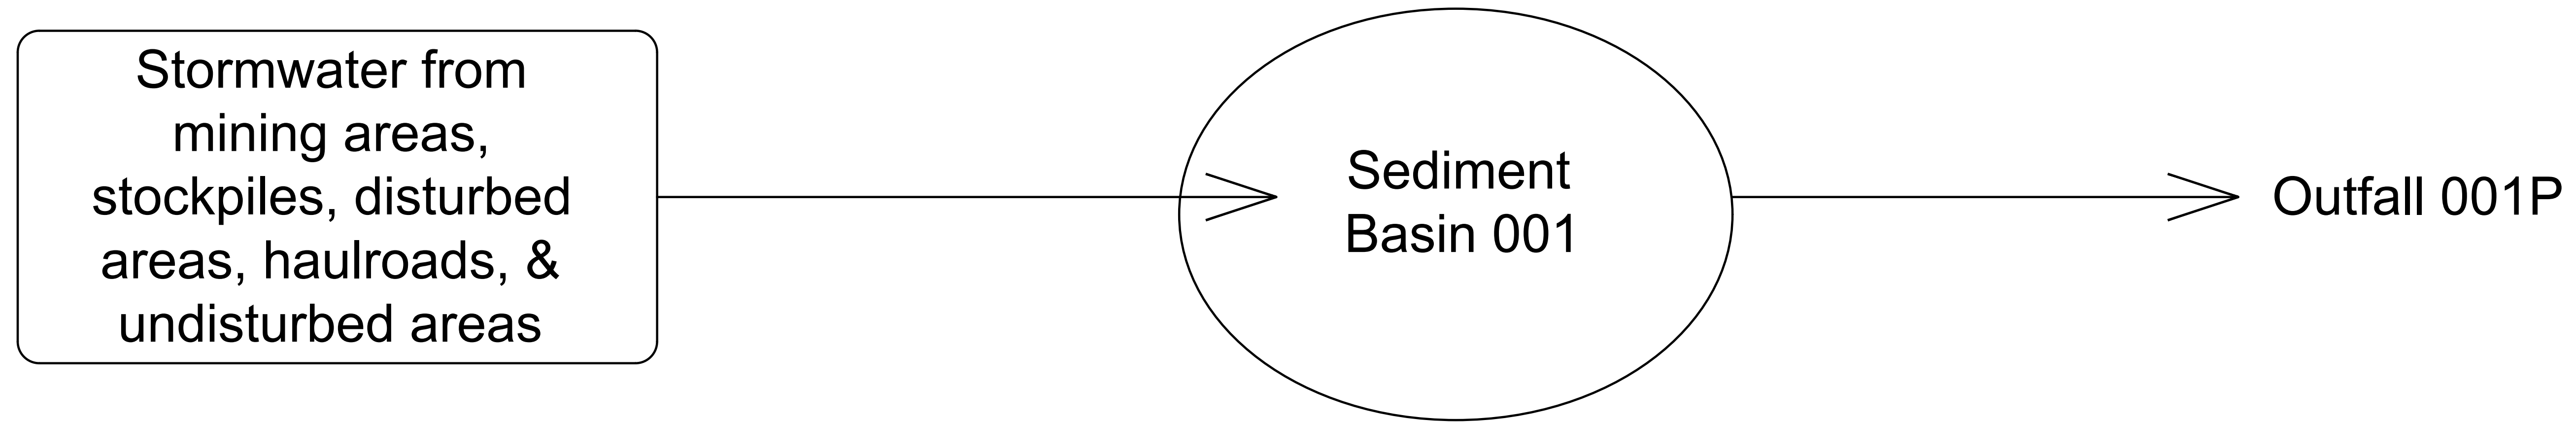 Stormwater from
mining areas,
stockpiles, disturbed
areas, haulroads, &
undisturbed areas
Sediment
Basin 001
Outfall 001P